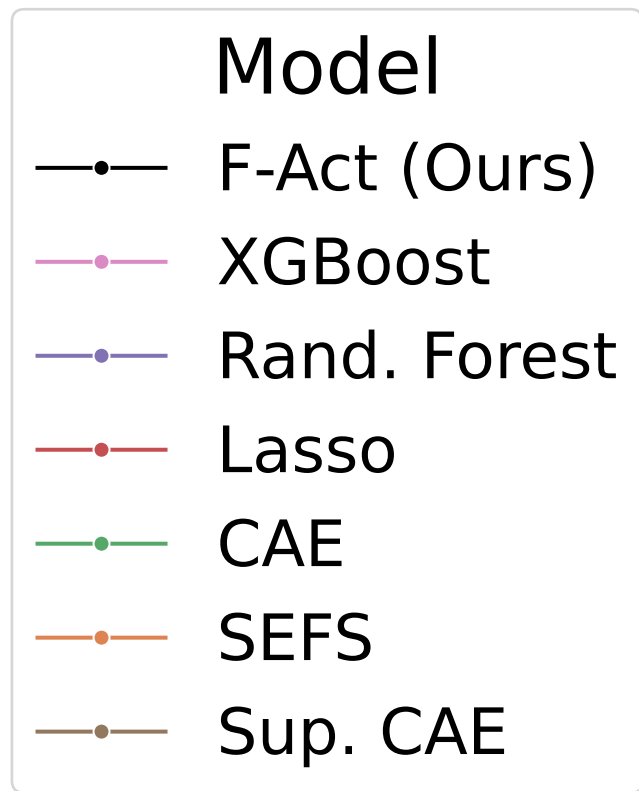 Model
F-Act (Ours)
XGBoost
Rand. Forest
Lasso
CAE
SEFS
Sup. CAE